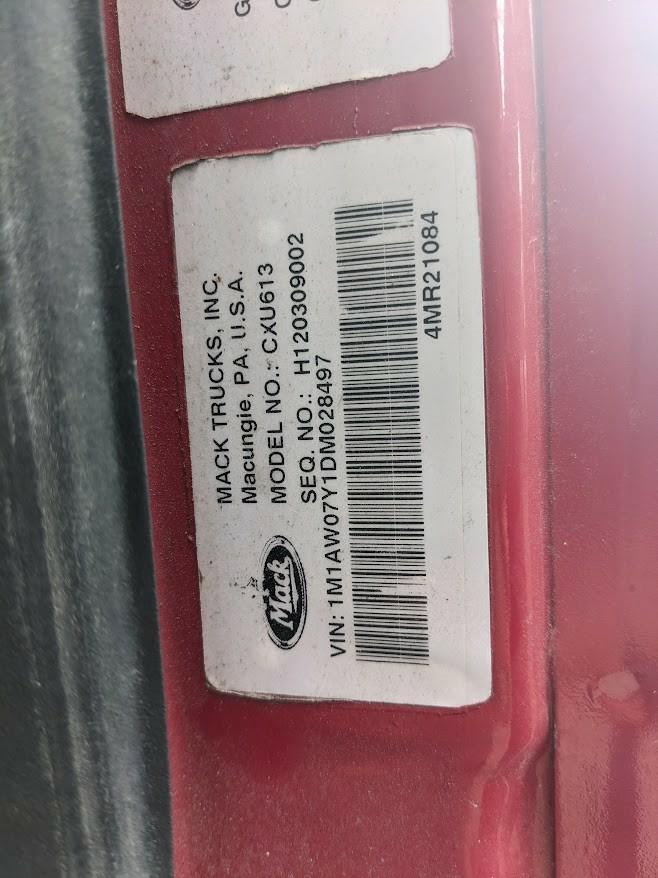 MACK TRUCKS, INC.
Macungie, PA, U.S.A.
MODEL NO.: CXU613
SEQ. NO.: H120309002
Mack
VIN: 1M1AW07Y1DM028497
4MR21084